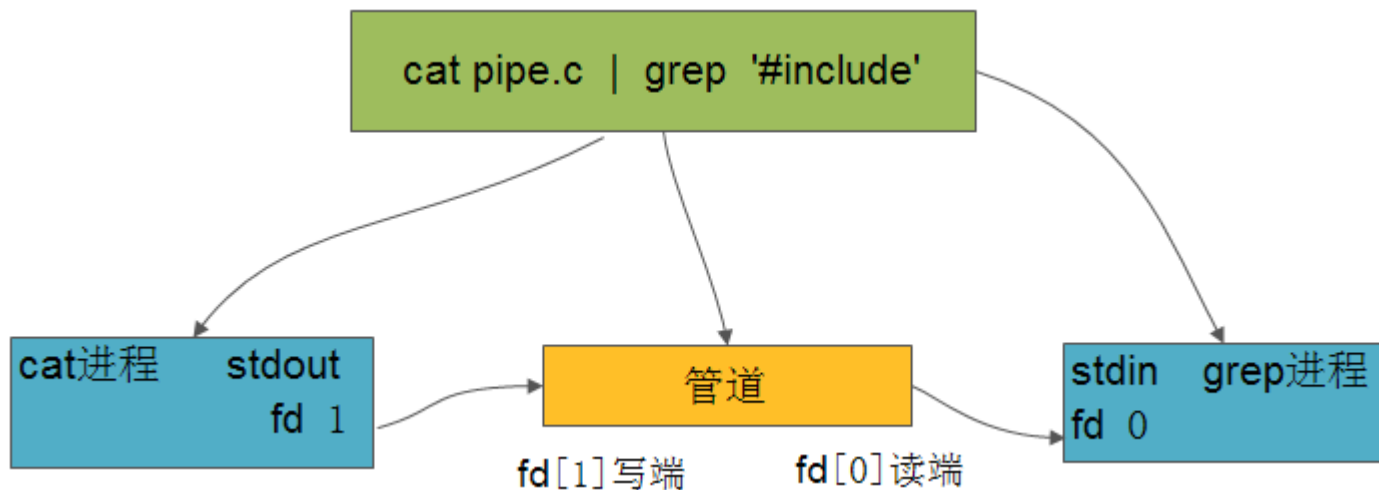 cat pipe.c | grep '#include'
cat进程 stdout
fd 1
管道
stdin grep进程
fd 0
fd[1]写端
fd[0]读端